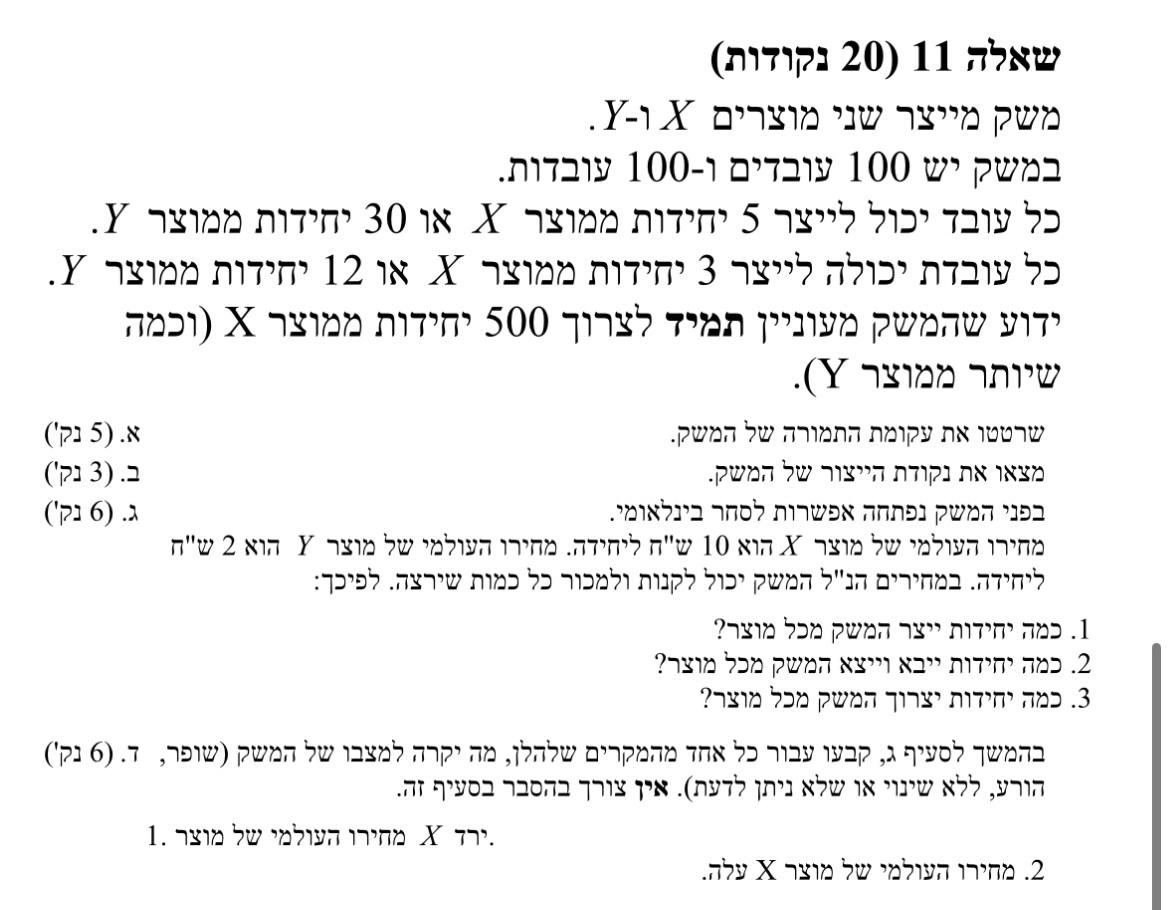 שאלה 11 (20 נקודות)
משק מייצר שני מוצרים X ו-Y.
במשק יש 100 עובדים ו-100 עובדות.
כל עובד יכול לייצר 5 יחידות ממוצר X או 30 יחידות ממוצר Y.
כל עובדת יכולה לייצר 3 יחידות ממוצר X או 12 יחידות ממוצר Y.
ידוע שהמשק מעוניין תמיד לצרוך 500 יחידות ממוצר X (וכמה
שיותר ממוצר Y).
שרטטו את עקומת התמורה של המשק. א. (5 נק')
מצאו את נקודת הייצור של המשק. ב. (3 נק')
בפני המשק נפתחה אפשרות לסחר בינלאומי. ג. (6 נק')
מחירו העולמי של מוצר X הוא 10 ש"ח ליחידה. מחירו העולמי של מוצר Y הוא 2 ש"ח
ליחידה. במחירים הנ"ל המשק יכול לקנות ולמכור כל כמות שירצה. לפיכך:
1. כמה יחידות ייצר המשק מכל מוצר?
2. כמה יחידות ייבא וייצא המשק מכל מוצר?
3. כמה יחידות יצרוך המשק מכל מוצר?
בהמשך לסעיף ג, קבעו עבור כל אחד מהמקרים שלהלן, מה יקרה למצבו של המשק (שופר, ד. (6 נק')
הורע, ללא שינוי או שלא ניתן לדעת). אין צורך בהסבר בסעיף זה.
1. מחירו העולמי של מוצר X ירד.
2. מחירו העולמי של מוצר X עלה.